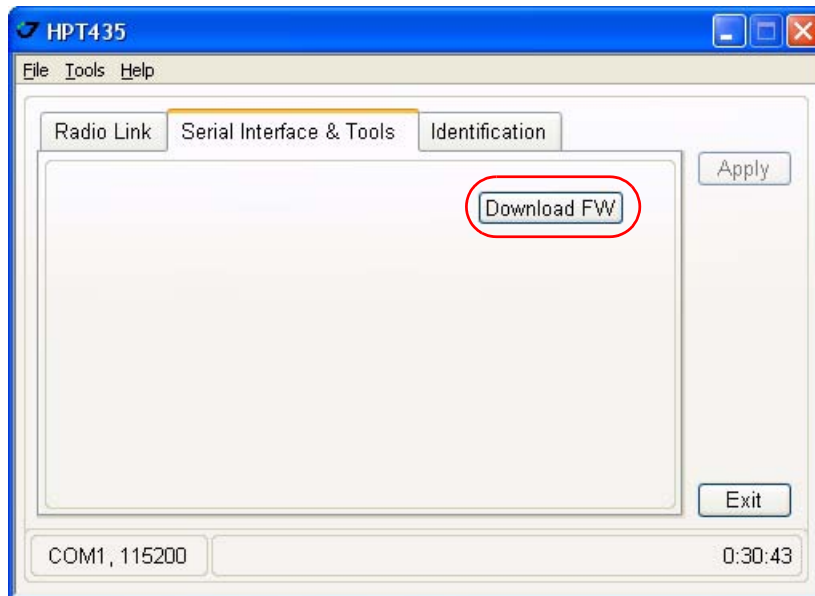 HPT435
File Tools Help
Radio Link Serial Interface & Tools Identification
Apply
Download FW
Exit
COM1, 115200 0:30:43